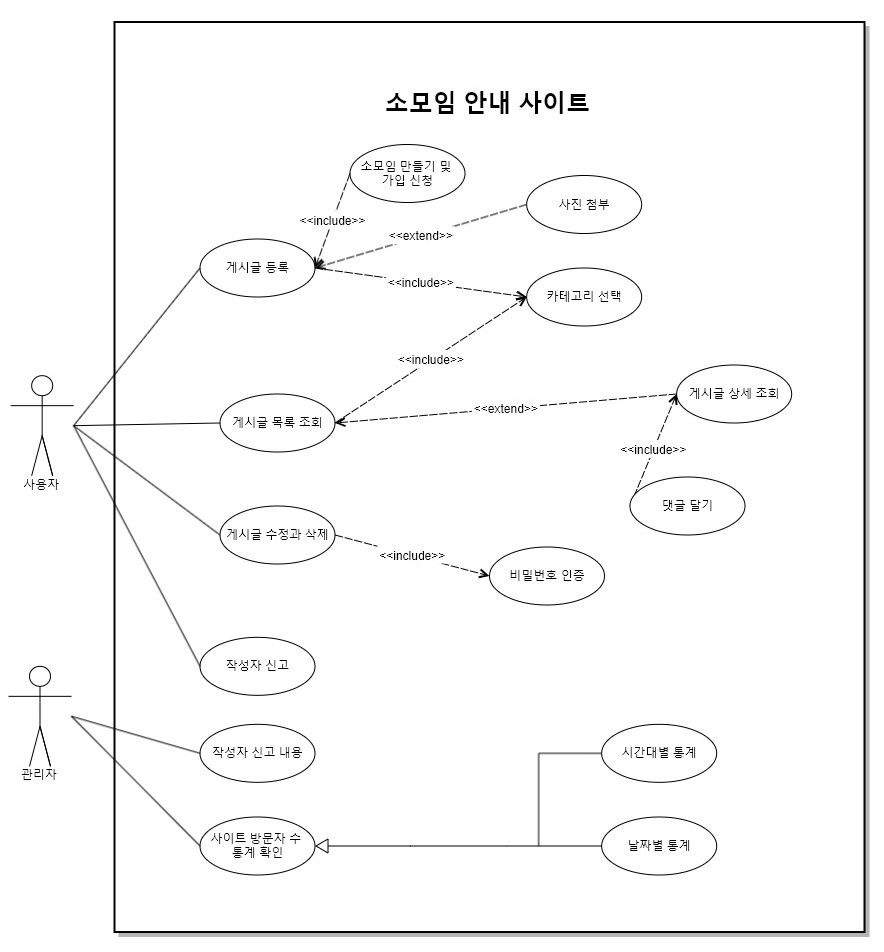 소모임 안내 사이트
소모임 만들기 및
가입 신청
사진 첨부
<<include>>
<<extend>>
게시글 등록
<<include>>
카테고리 선택
<<include>>
게시글 상세 조회
<<extend>>
게시글 목록 조회
<<include>>
사용자
댓글 달기
게시글 수정과 삭제
<<include>>
비밀번호 인증
작성자 신고
작성자 신고 내용
시간대별 통계
관리자
사이트 방문자 수
통계 확인
날짜별 통계